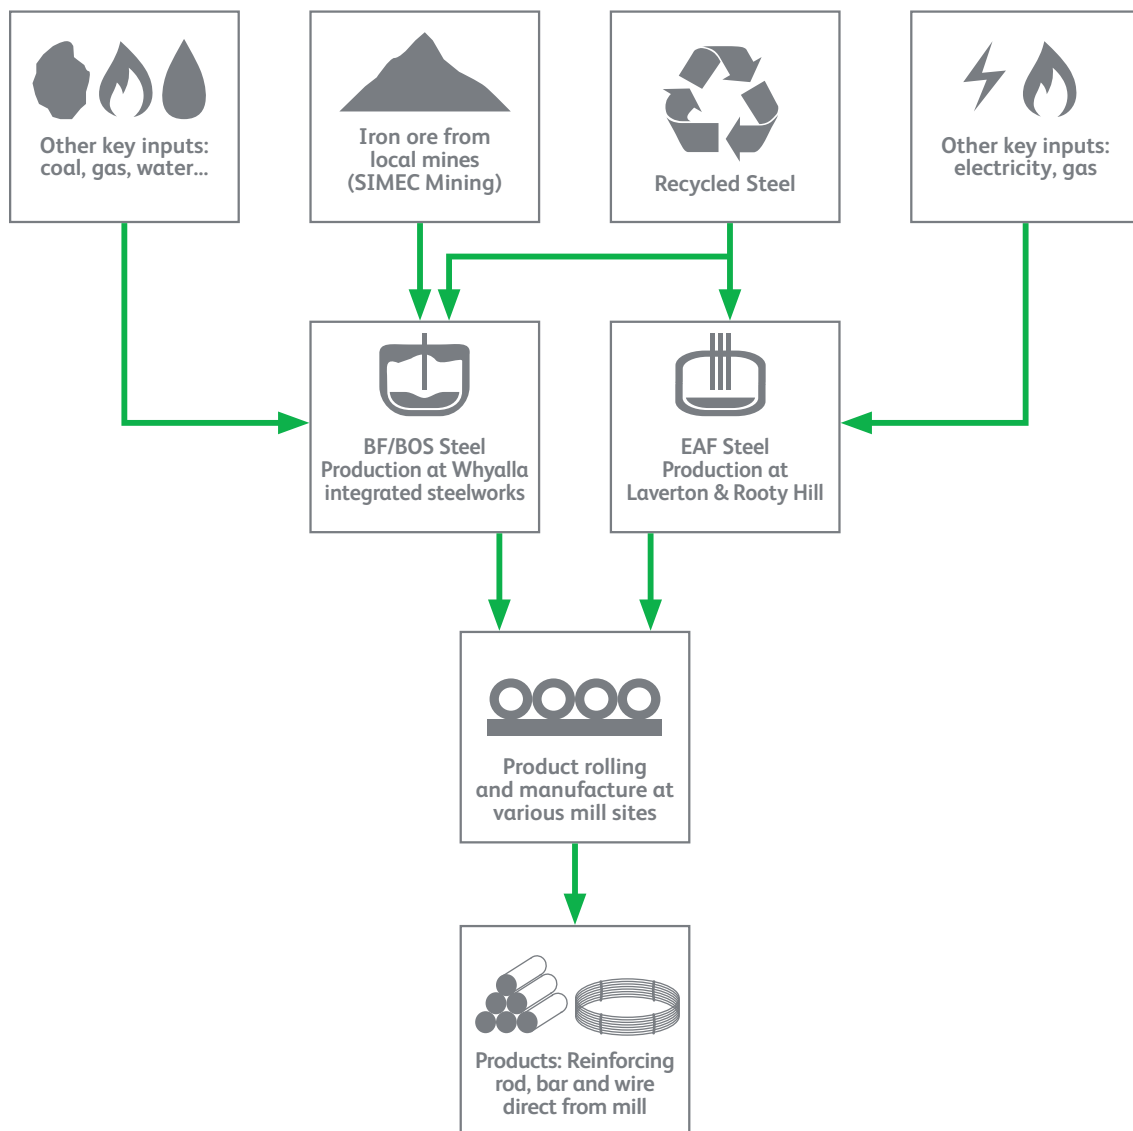 Other key inputs:
coal, gas, water...
Iron ore from
local mines
(SIMEC Mining)
Recycled Steel
Other key inputs:
electricity, gas
BF/BOS Steel
Production at Whyalla
integrated steelworks
EAF Steel
Production at
Laverton & Rooty Hill
Product rolling
and manufacture at
various mill sites
Products: Reinforcing
rod, bar and wire
direct from mill